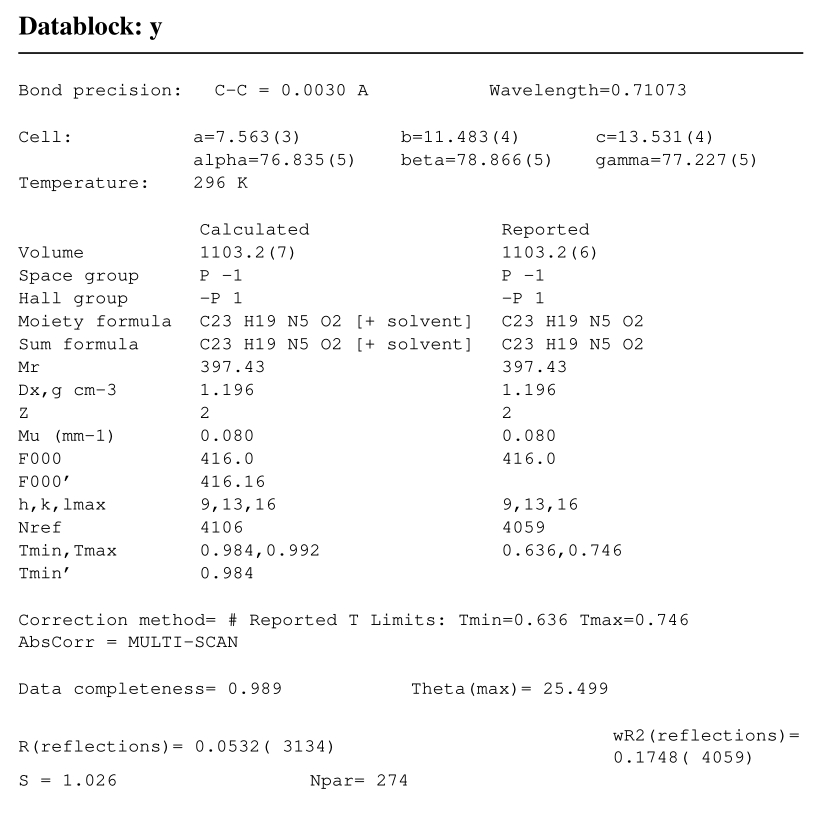 Datablock: y
Bond precision: C-C = 0.0030 A Wavelength=0.71073
Cell: a=7.563(3) b=11.483(4) c=13.531(4)
alpha=76.835(5) beta=78.866(5) gamma=77.227(5)
Temperature: 296 K
Calculated Reported
Volume 1103.2(7) 1103.2(6)
Space group P -1 P -1
Hall group -P 1 -P 1
Moiety formula C23 H19 N5 O2 [+ solvent] C23 H19 N5 O2
Sum formula C23 H19 N5 O2 [+ solvent] C23 H19 N5 O2
Mr 397.43 397.43
Dx,g cm-3 1.196 1.196
Z 2 2
Mu (mm-1) 0.080 0.080
F000 416.0 416.0
F000' 416.16
h,k,lmax 9,13,16 9,13,16
Nref 4106 4059
Tmin,Tmax 0.984,0.992 0.636,0.746
Tmin' 0.984
Correction method= # Reported T Limits: Tmin=0.636 Tmax=0.746
AbsCorr = MULTI-SCAN
Data completeness= 0.989 Theta(max)= 25.499
R(reflections)= 0.0532( 3134) wR2(reflections)=
0.1748( 4059)
S = 1.026 Npar= 274